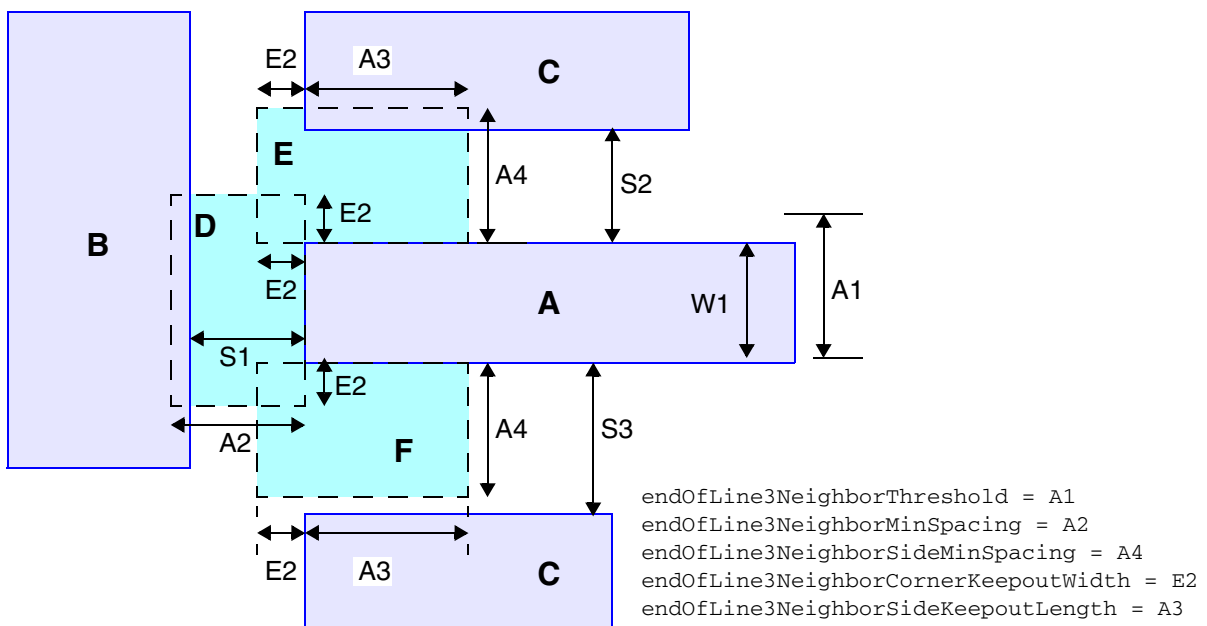 E2 A3 C
E
A4 S2
E2
D
B
E2 A W1 A1
S1
E2
A2 F A4 S3
endOfLine3NeighborThreshold = A1
endOfLine3NeighborMinSpacing = A2
endOfLine3NeighborSideMinSpacing = A4
E2 A3 C endOfLine3NeighborCornerKeepoutWidth = E2
endOfLine3NeighborSideKeepoutLength = A3